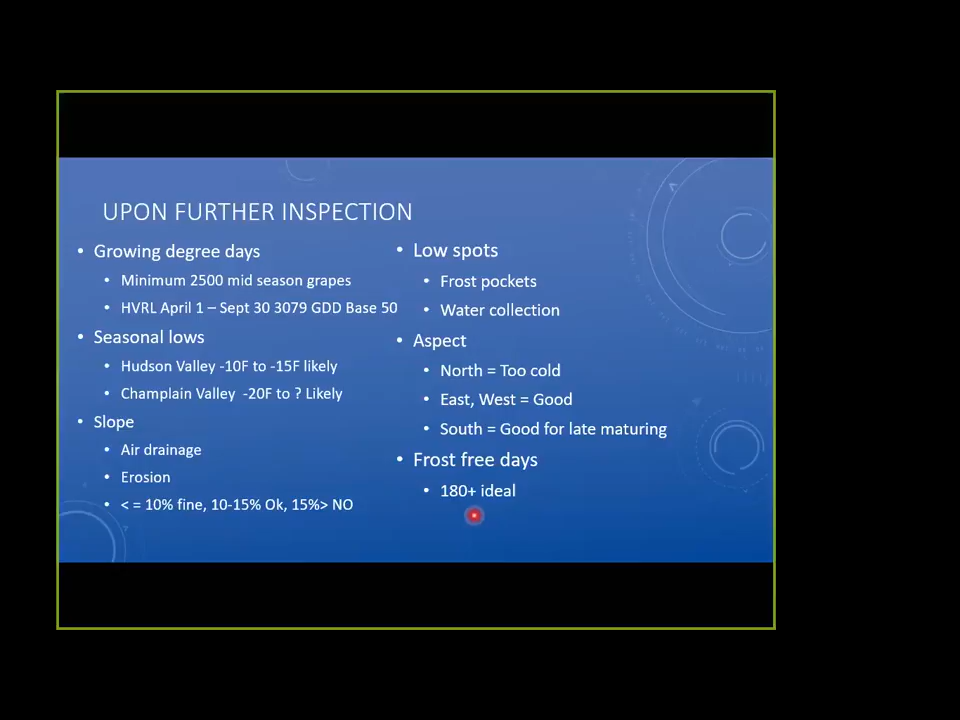 UPON FURTHER INSPECTION
• Growing degree days
• Minimum 2500 mid season grapes
• HVRL April 1 – Sept 30 3079 GDD Base 50
• Seasonal lows
• Hudson Valley -10F to -15F likely
• Champlain Valley -20F to ? Likely
• Slope
• Air drainage
• Erosion
• < = 10% fine, 10-15% Ok, 15%> NO
• Low spots
• Frost pockets
• Water collection
• Aspect
• North = Too cold
• East, West = Good
• South = Good for late maturing
• Frost free days
• 180+ ideal